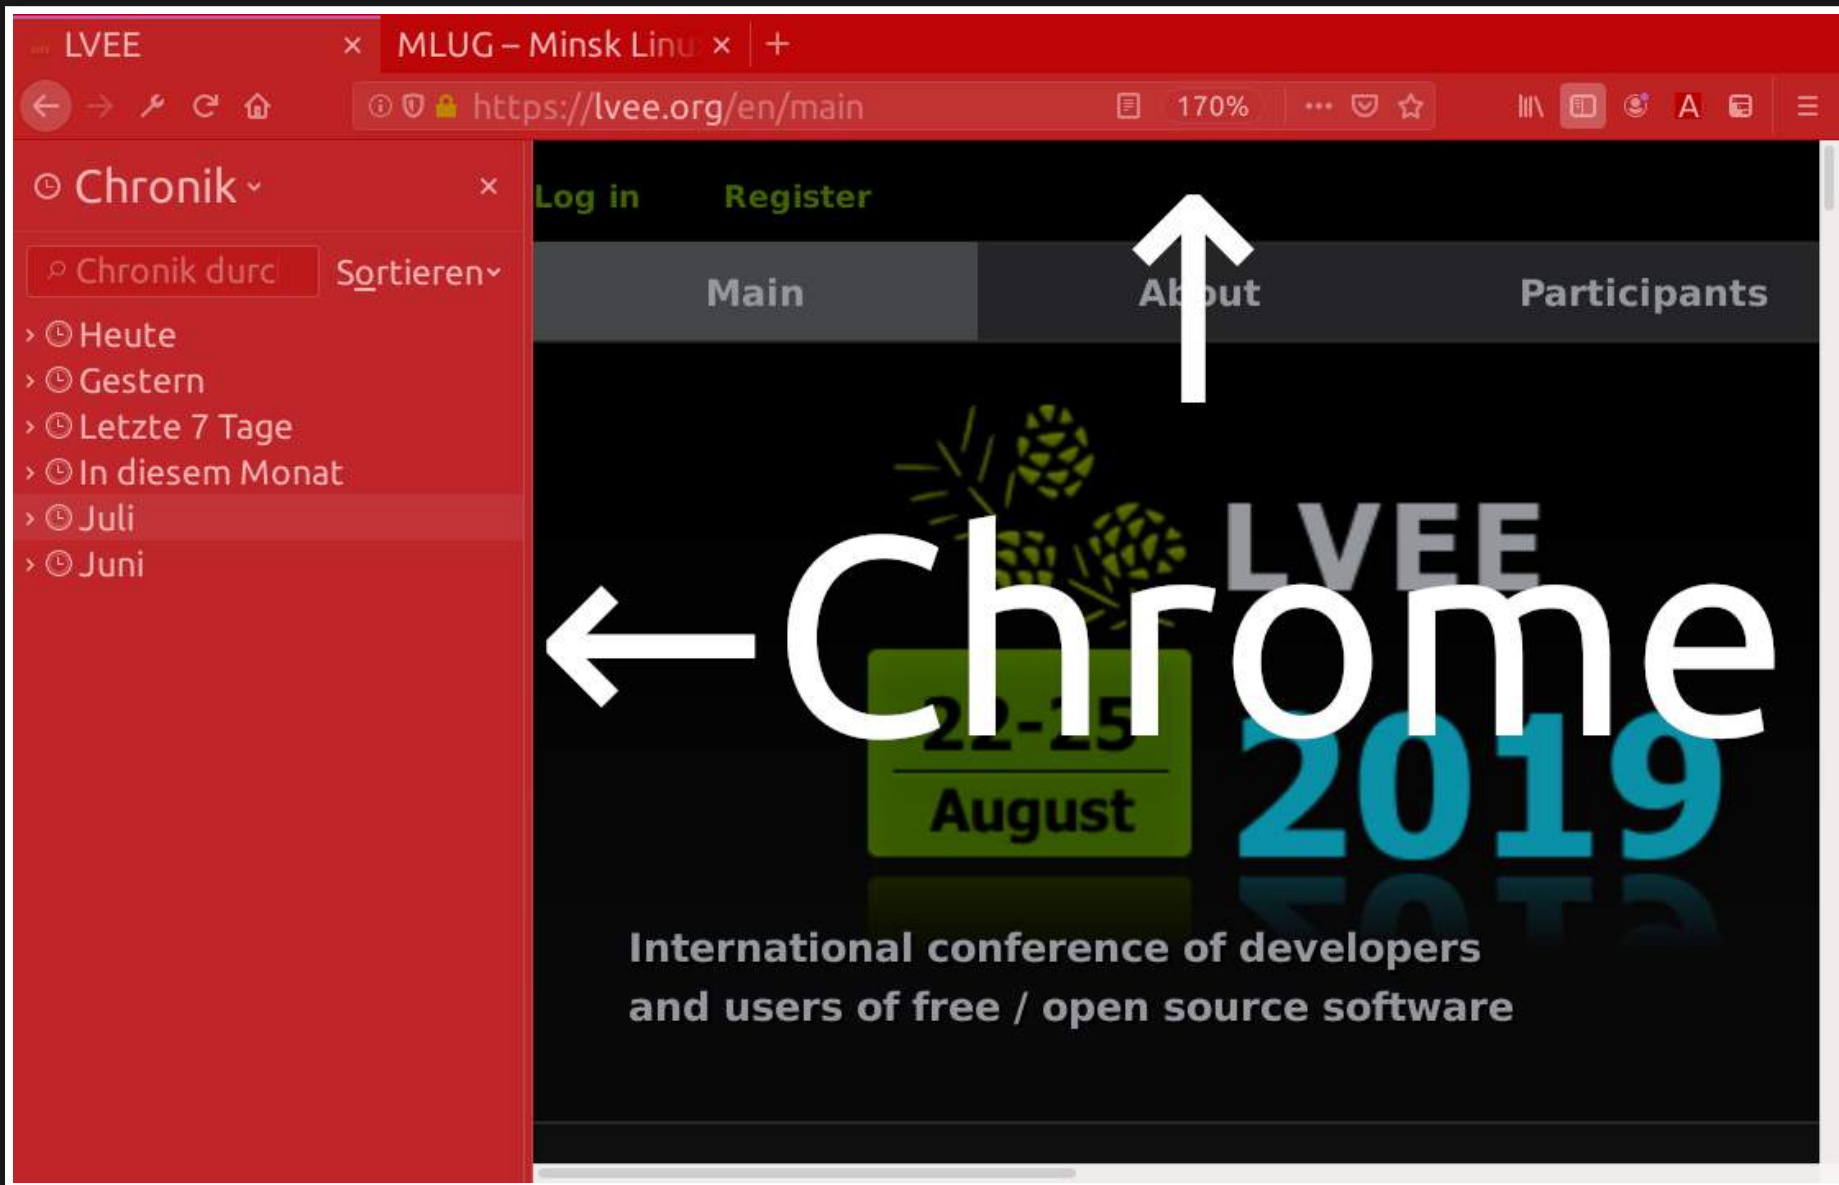 LVEE
MLUG – Minsk Linu
https://lvee.org/en/main
170%
A
Chronik
Chronik durc
Sortieren
Heute
Gestern
Letzte 7 Tage
In diesem Monat
Juli
Juni
Log in Register
Main About Participants
LVEE
←Chrome
22-25
August
2019
International conference of developers
and users of free / open source software